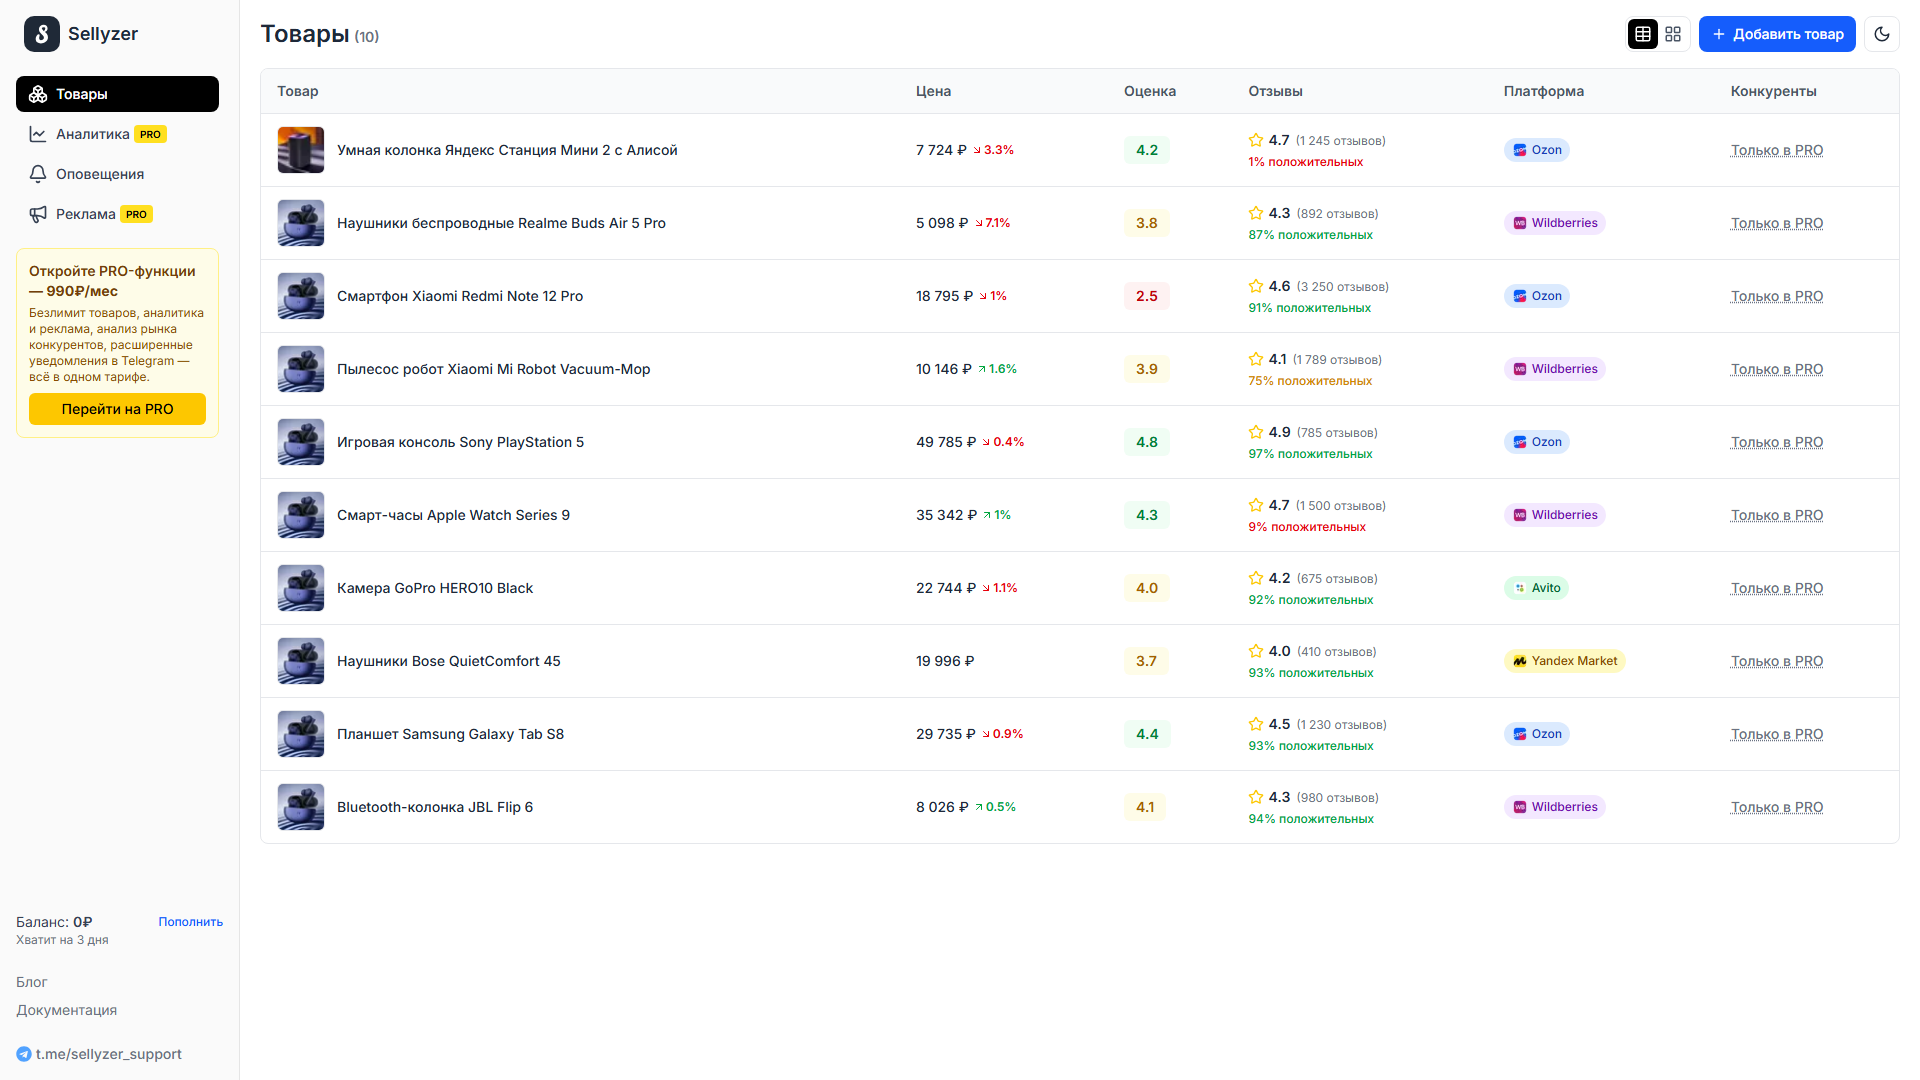 Sellyzer
Товары
Аналитика PRO
Оповещения
Реклама PRO
Откройте PRO-функции
— 990₽/мес
Безлимит товаров, аналитика
и реклама, анализ рынка
конкурентов, расширенные
уведомления в Telegram —
всё в одном тарифе.
Перейти на PRO
Баланс: 0₽ Пополнить
Хватит на 3 дня
Блог
Документация
t.me/sellyzer_support
Товары (10)
Добавить товар
Товар Цена Оценка Отзывы Платформа Конкуренты
Умная колонка Яндекс Станция Мини 2 с Алисой 7 724 ₽ 3.3% 4.2 4.7 (1 245 отзывов) Ozon Только в PRO
1% положительных
Наушники беспроводные Realme Buds Air 5 Pro 5 098 ₽ 7.1% 3.8 4.3 (892 отзывов) Wildberries Только в PRO
87% положительных
Смартфон Xiaomi Redmi Note 12 Pro 18 795 ₽ 1% 2.5 4.6 (3 250 отзывов) Ozon Только в PRO
91% положительных
Пылесос робот Xiaomi Mi Robot Vacuum-Mop 10 146 ₽ 1.6% 3.9 4.1 (1 789 отзывов) Wildberries Только в PRO
75% положительных
Игровая консоль Sony PlayStation 5 49 785 ₽ 0.4% 4.8 4.9 (785 отзывов) Ozon Только в PRO
97% положительных
Смарт-часы Apple Watch Series 9 35 342 ₽ 1% 4.3 4.7 (1 500 отзывов) Wildberries Только в PRO
9% положительных
Камера GoPro HERO10 Black 22 744 ₽ 1.1% 4.0 4.2 (675 отзывов) Avito Только в PRO
92% положительных
Наушники Bose QuietComfort 45 19 996 ₽ 3.7 4.0 (410 отзывов) Yandex Market Только в PRO
93% положительных
Планшет Samsung Galaxy Tab S8 29 735 ₽ 0.9% 4.4 4.5 (1 230 отзывов) Ozon Только в PRO
93% положительных
Bluetooth-колонка JBL Flip 6 8 026 ₽ 0.5% 4.1 4.3 (980 отзывов) Wildberries Только в PRO
94% положительных